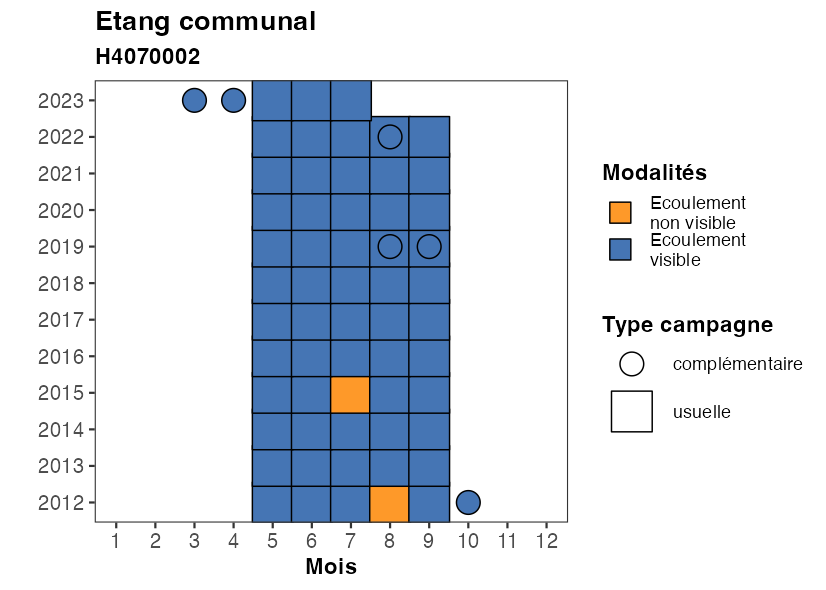 Etang communal
H4070002
2023
2022
2021
2020
2019
2018
2017
2016
2015
2014
2013
2012
1 2 3 4 5 6 7 8 9 10 11 12
Mois
Modalités
Ecoulement
non visible
Ecoulement
visible
Type campagne
complémentaire
usuelle